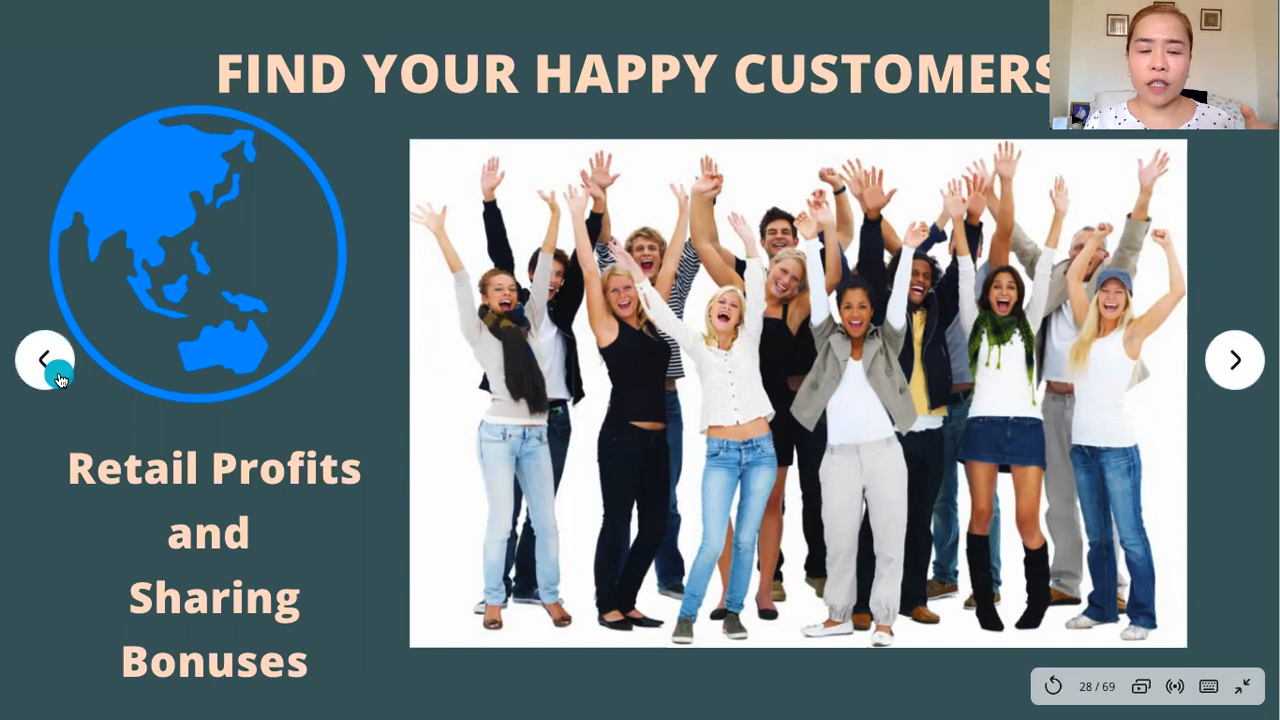 FIND YOUR HAPPY CUSTOMERS
Retail Profits
and
Sharing
Bonuses
28 / 69